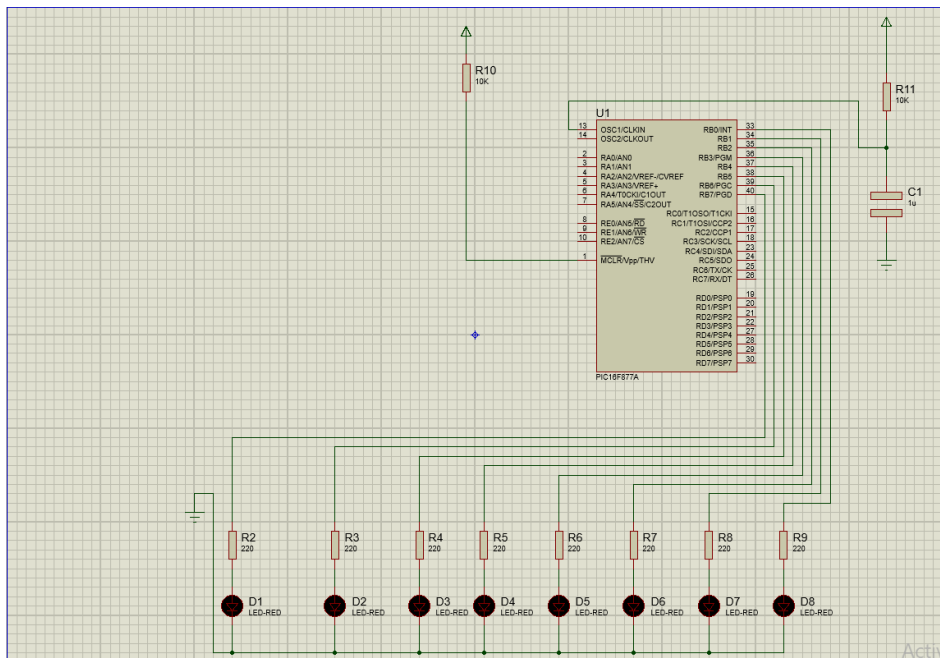 R10
10K
R11
10K
C1
1u
U1
13 OSC1/CLKIN RB0/INT 33
14 OSC2/CLKOUT RB1 34
RB2 35
2 RA0/AN0 RB3/PGM 36
3 RA1/AN1 RB4 37
4 RA2/AN2/VREF-/CVREF RB5 38
5 RA3/AN3/VREF+ RB6/PGC 39
6 RA4/T0CKI/C1OUT RB7/PGD 40
7 RA5/AN4/SS/C2OUT
RC0/T1OSO/T1CKI 15
8 RE0/AN5/RD RC1/T1OSI/CCP2 16
9 RE1/AN6/WR RC2/CCP1 17
10 RE2/AN7/CS RC3/SCK/SCL 18
RC4/SDI/SDA 23
1 MCLR/Vpp/THV RC5/SDO 24
RC6/TX/CK 25
RC7/RX/DT 26
RD0/PSP0 19
RD1/PSP1 20
RD2/PSP2 21
RD3/PSP3 22
RD4/PSP4 27
RD5/PSP5 28
RD6/PSP6 29
RD7/PSP7 30
PIC16F877A
R2 R3 R4 R5 R6 R7 R8 R9
220 220 220 220 220 220 220 220
D1 D2 D3 D4 D5 D6 D7 D8
LED-RED LED-RED LED-RED LED-RED LED-RED LED-RED LED-RED LED-RED
Activ